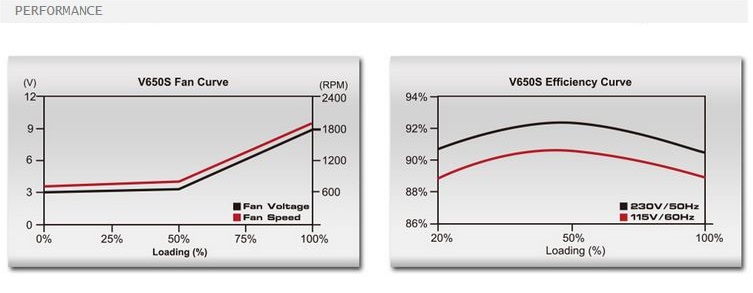 PERFORMANCE
V650S Fan Curve
(V)
(RPM)
12
2400
9
1800
6
1200
3
600
0
Fan Voltage
Fan Speed
0%
25%
50%
75%
100%
Loading (%)
V650S Efficiency Curve
94%
92%
90%
88%
86%
230V/50Hz
115V/60Hz
20%
50%
100%
Loading (%)